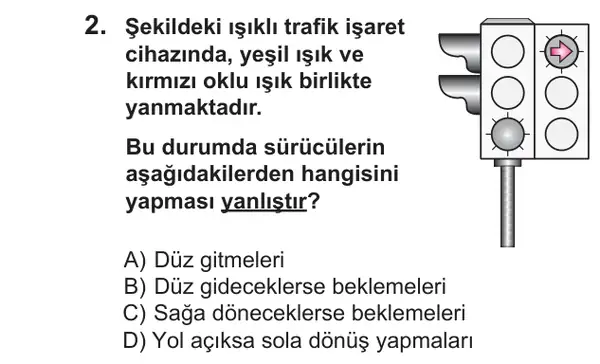 2. Şekildeki ışıklı trafik işaret
cihazında, yeşil ışık ve
kırmızı oklu ışık birlikte
yanmaktadır.
Bu durumda sürücülerin
aşağıdakilerden hangisini
yapması yanlıştır?
A) Düz gitmeleri
B) Düz gideceklerse beklemeleri
C) Sağa döneceklerse beklemeleri
D) Yol açıksa sola dönüş yapmaları